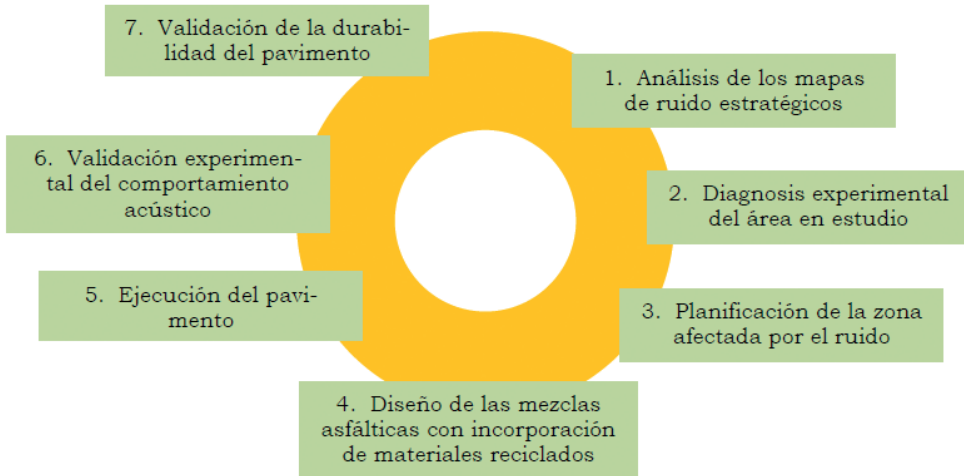 7. Validación de la durabi-
lidad del pavimento
1. Análisis de los mapas
de ruido estratégicos
6. Validación experimen-
tal del comportamiento
acústico
2. Diagnosis experimental
del área en estudio
5. Ejecución del pavi-
mento
3. Planificación de la zona
afectada por el ruido
4. Diseño de las mezclas
asfálticas con incorporación
de materiales reciclados